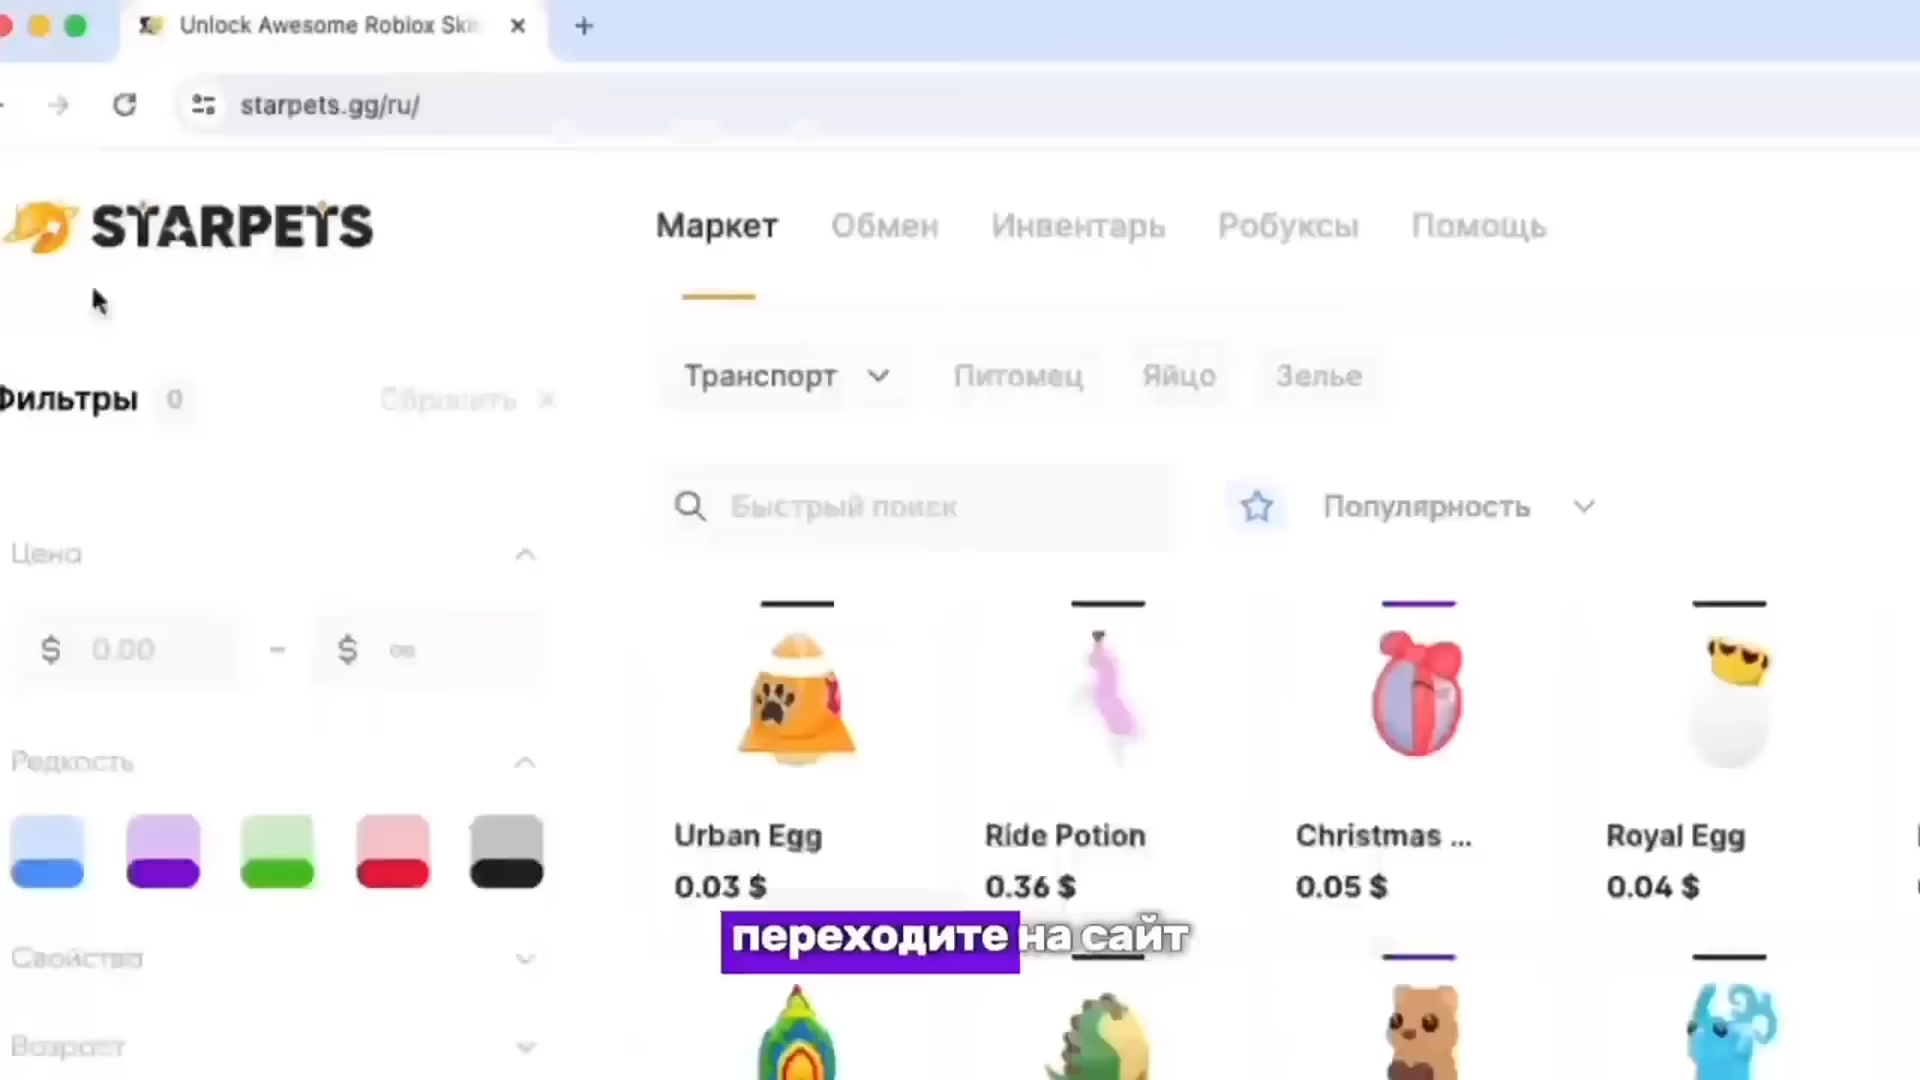 Unlock Awesome Roblox Ski
starpets.gg/ru/
STARPETS
Маркет Обмен Инвентарь Робуксы Помощь
Фильтры 0 Сбросить
Транспорт Питомец Яйцо Зелье
Быстрый поиск Популярность
Цена
$ 0.00 – $ ∞
Редкость
Urban Egg Ride Potion Christmas ... Royal Egg
0.03 $ 0.36 $ 0.05 $ 0.04 $
переходите на сайт
Свойства
Возраст